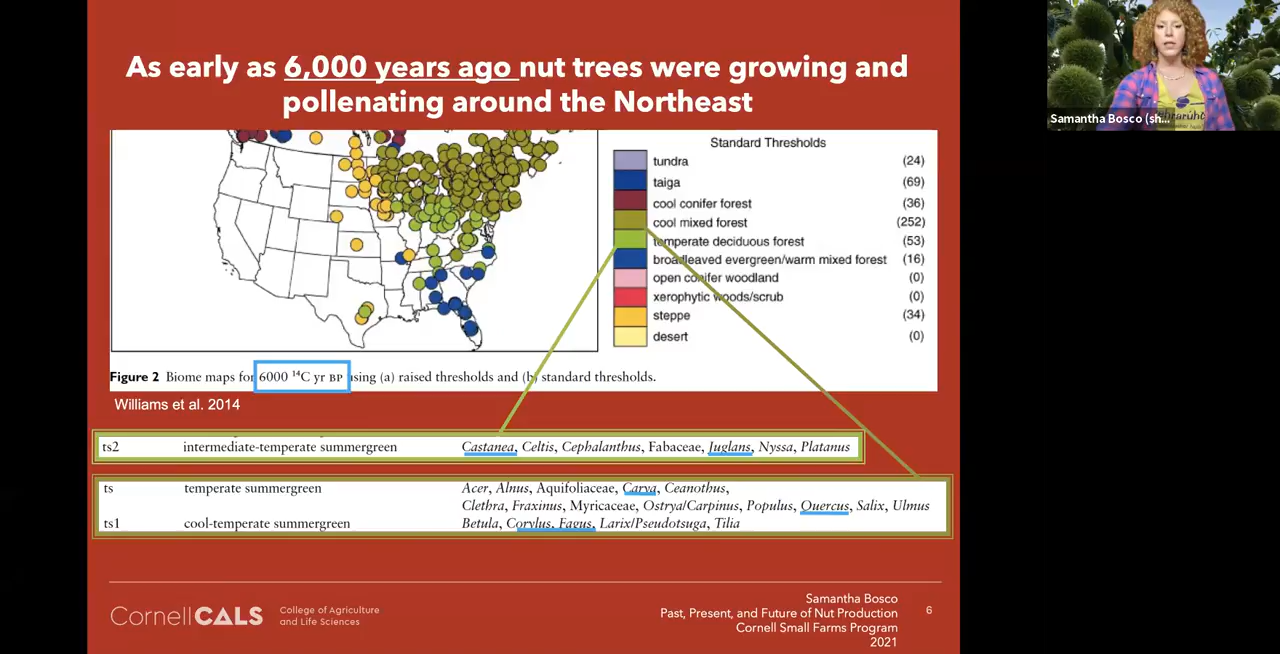 As early as 6,000 years ago nut trees were growing and
pollenating around the Northeast
Samantha Bosco (sh...
Standard Thresholds
tundra (24)
taiga (69)
cool conifer forest (36)
cool mixed forest (252)
temperate deciduous forest (53)
broadleaved evergreen/warm mixed forest (16)
open conifer woodland (0)
xerophytic woods/scrub (0)
steppe (34)
desert (0)
Figure 2 Biome maps for 6000 ¹⁴C yr BP using (a) raised thresholds and (b) standard thresholds.
Williams et al. 2014
ts2 intermediate-temperate summergreen Castanea, Celtis, Cephalanthus, Fabaceae, Juglans, Nyssa, Platanus
ts temperate summergreen Acer, Alnus, Aquifoliaceae, Carya, Ceanothus,
Clethra, Fraxinus, Myricaceae, Ostrya/Carpinus, Populus, Quercus, Salix, Ulmus
ts1 cool-temperate summergreen Betula, Corylus, Fagus, Larix/Pseudotsuga, Tilia
CornellCALS
College of Agriculture
and Life Sciences
Samantha Bosco
Past, Present, and Future of Nut Production
Cornell Small Farms Program
2021
6